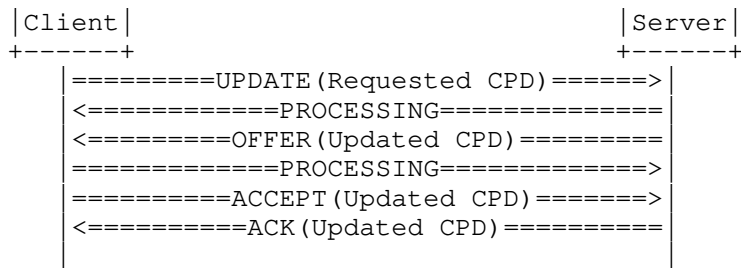 |Client| |Server|
+------+ +------+
|=========UPDATE(Requested CPD)======>|
|<============PROCESSING==============|
|<=========OFFER(Updated CPD)=========|
|=============PROCESSING=============>|
|==========ACCEPT(Updated CPD)=======>|
|<==========ACK(Updated CPD)==========|
| |